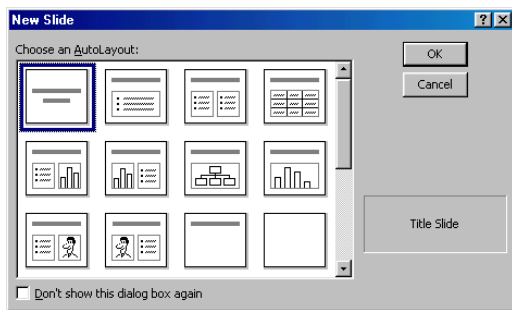 New Slide
Choose an AutoLayout:
OK
Cancel
Title Slide
Don't show this dialog box again